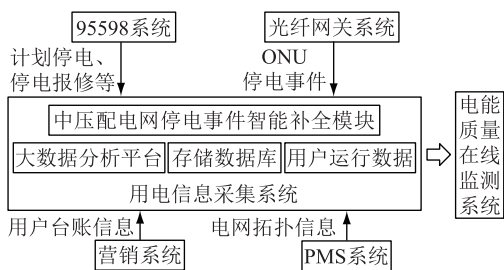 95598系统
光纤网关系统
计划停电、
停电报修等
ONU
停电事件
中压配电网停电事件智能补全模块
大数据分析平台
存储数据库
用户运行数据
用电信息采集系统
电能
质量
在线
监测
系统
用户台账信息
电网拓扑信息
营销系统
PMS系统